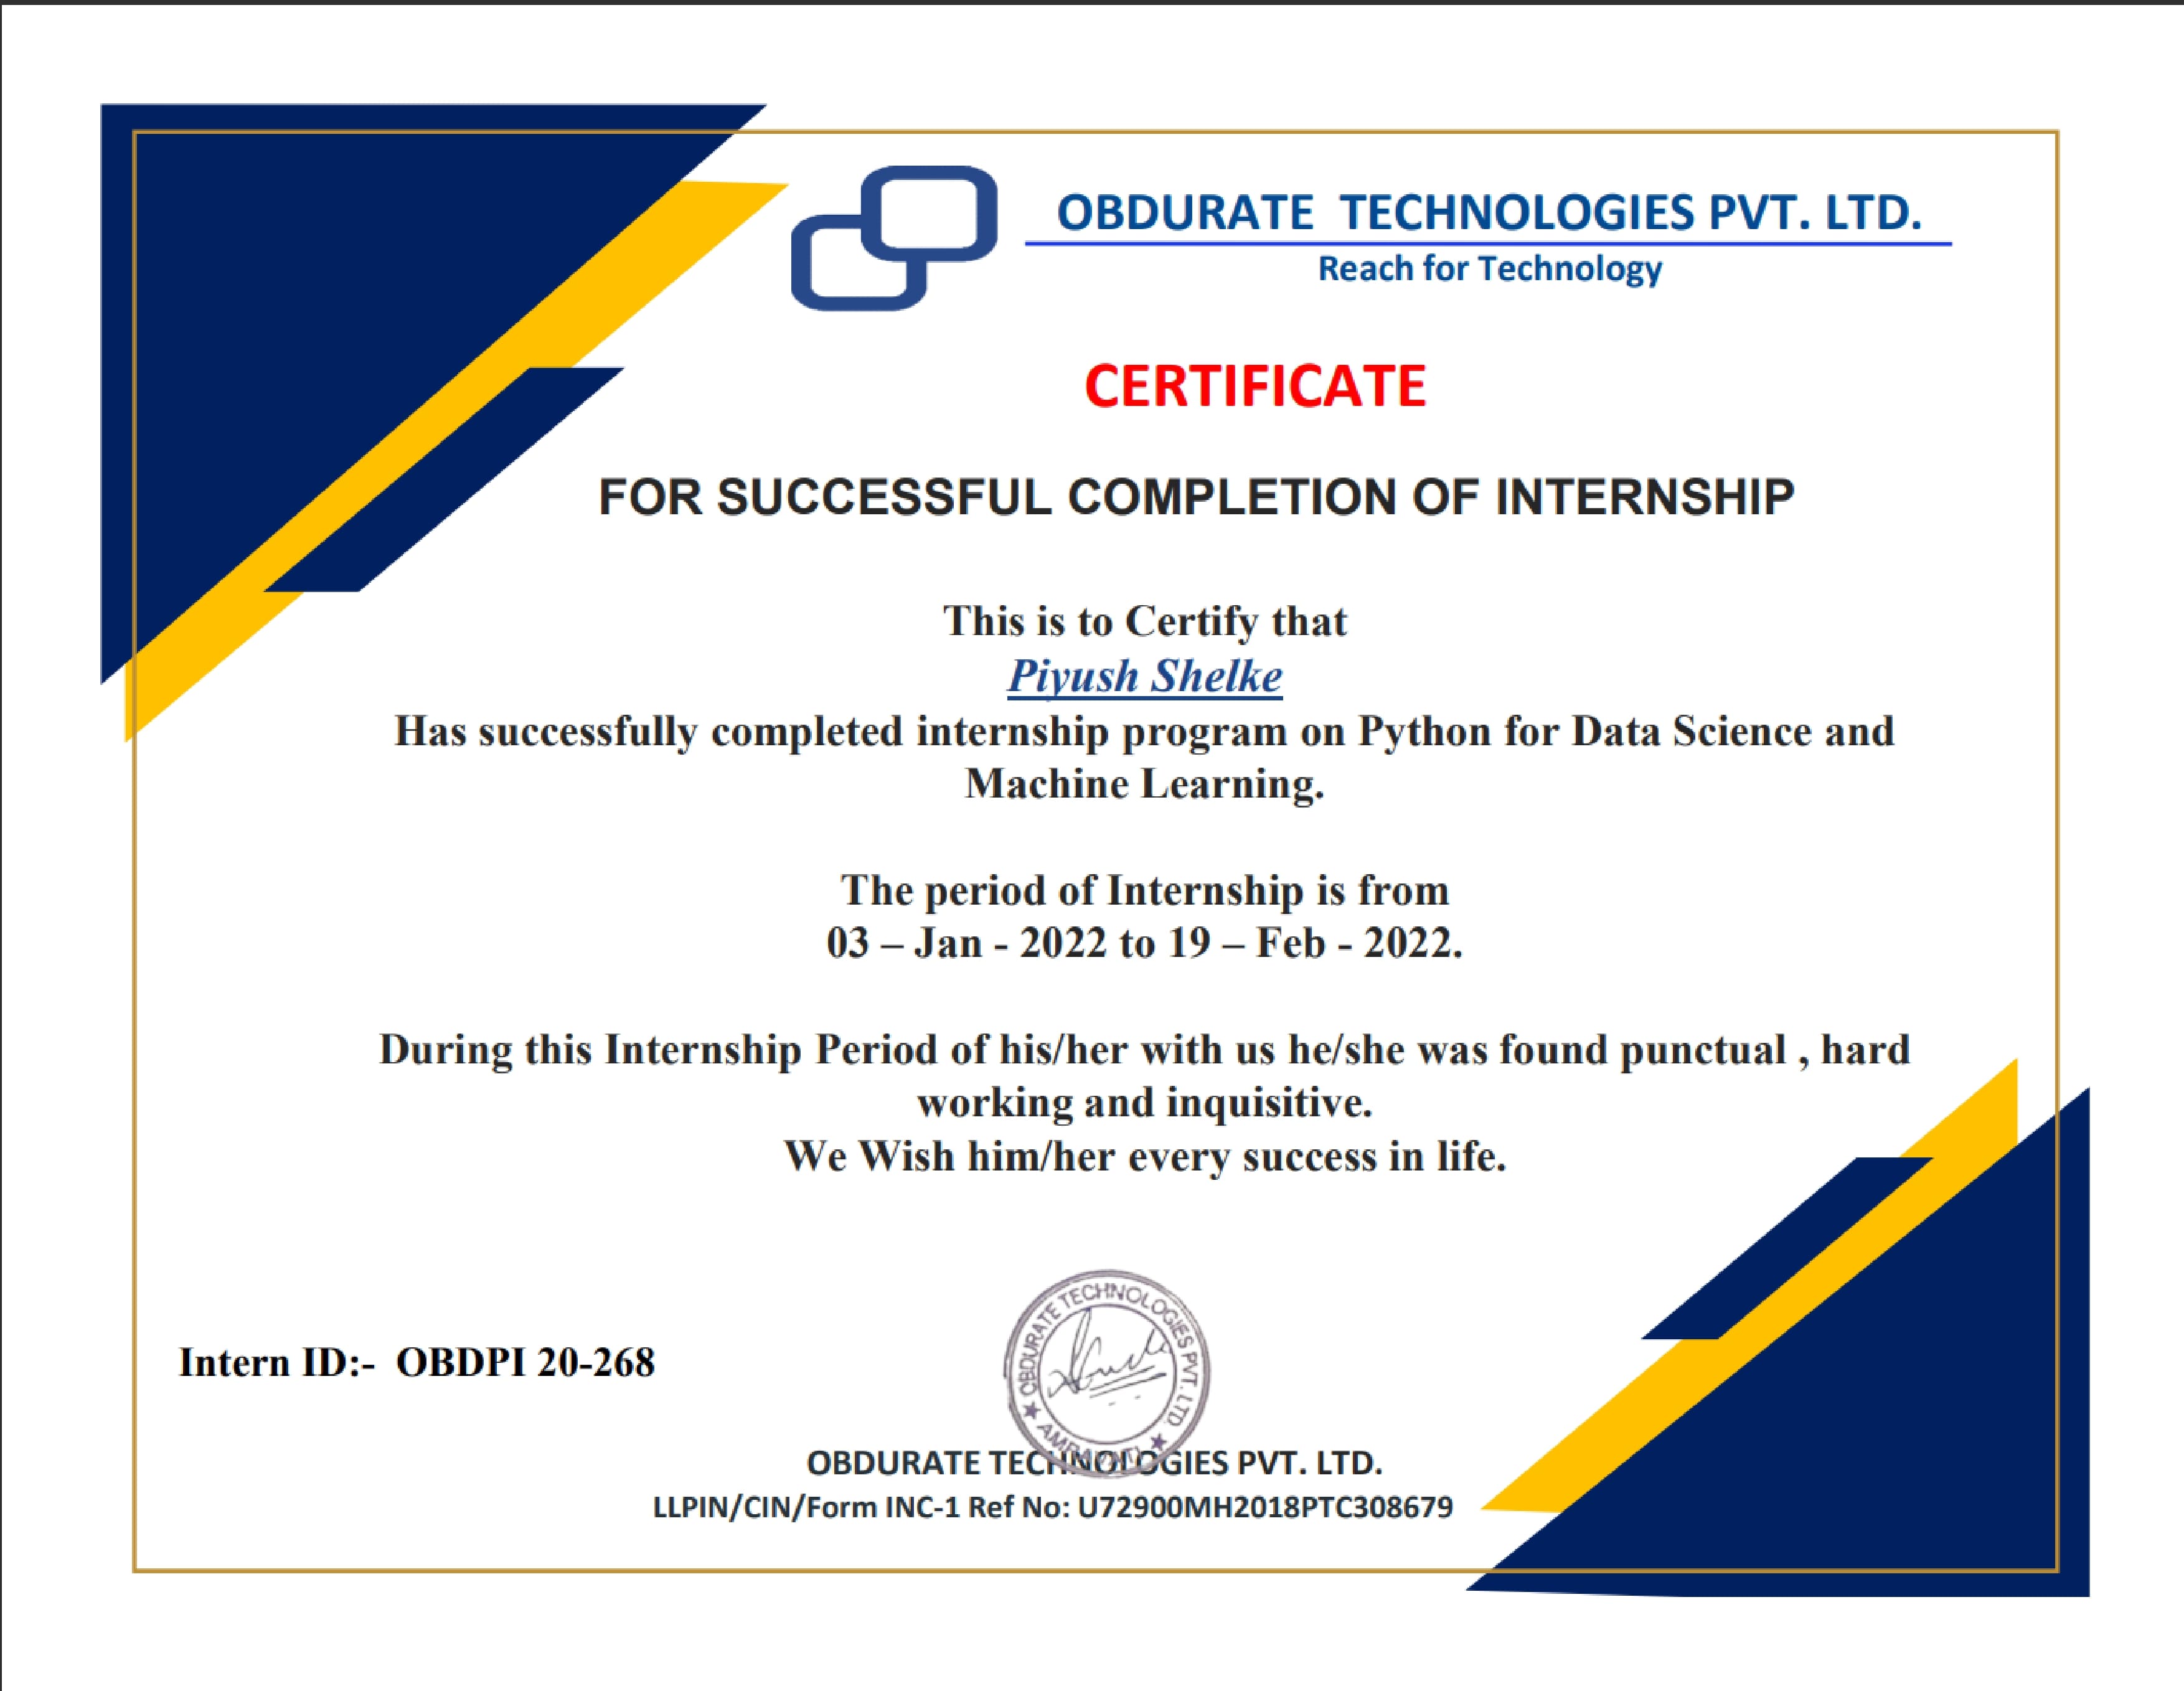 OBDURATE TECHNOLOGIES PVT. LTD.
Reach for Technology
CERTIFICATE
FOR SUCCESSFUL COMPLETION OF INTERNSHIP
This is to Certify that
Piyush Shelke
Has successfully completed internship program on Python for Data Science and
Machine Learning.
The period of Internship is from
03 – Jan - 2022 to 19 – Feb - 2022.
During this Internship Period of his/her with us he/she was found punctual , hard
working and inquisitive.
We Wish him/her every success in life.
Intern ID:- OBDPI 20-268
OBDURATE TECHNOLOGIES PVT. LTD.
★ AMRAVATI ★
OBDURATE TECHNOLOGIES PVT. LTD.
LLPIN/CIN/Form INC-1 Ref No: U72900MH2018PTC308679